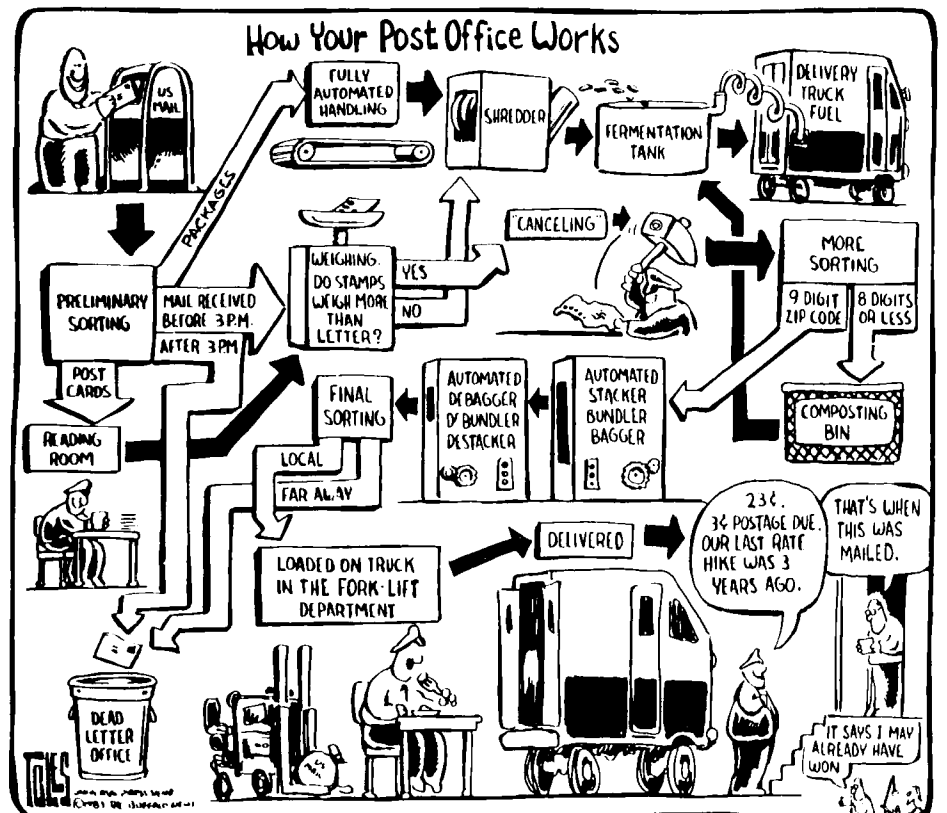 How Your Post Office Works
US
MAIL
FULLY
AUTOMATED
HANDLING
SHREDDER
FERMENTATION
TANK
DELIVERY
TRUCK
FUEL
PACKAGES
PRELIMINARY
SORTING
MAIL RECEIVED
BEFORE 3 P.M.
AFTER 3 P.M
POST
CARDS
READING
ROOM
WEIGHING.
DO STAMPS
WEIGH MORE
THAN
LETTER?
YES
NO
"CANCELING"
MORE
SORTING
9 DIGIT
ZIP CODE
8 DIGITS
OR LESS
COMPOSTING
BIN
AUTOMATED
STACKER
BUNDLER
BAGGER
AUTOMATED
DEBAGGER
D'BUNDLER
DESTACKER
FINAL
SORTING
LOCAL
FAR AWAY
LOADED ON TRUCK
IN THE FORK-LIFT
DEPARTMENT
DELIVERED
23¢.
3¢ POSTAGE DUE.
OUR LAST RATE
HIKE WAS 3
YEARS AGO.
THAT'S WHEN
THIS WAS
MAILED.
IT SAYS I MAY
ALREADY HAVE
WON
DEAD
LETTER
OFFICE
TOLES